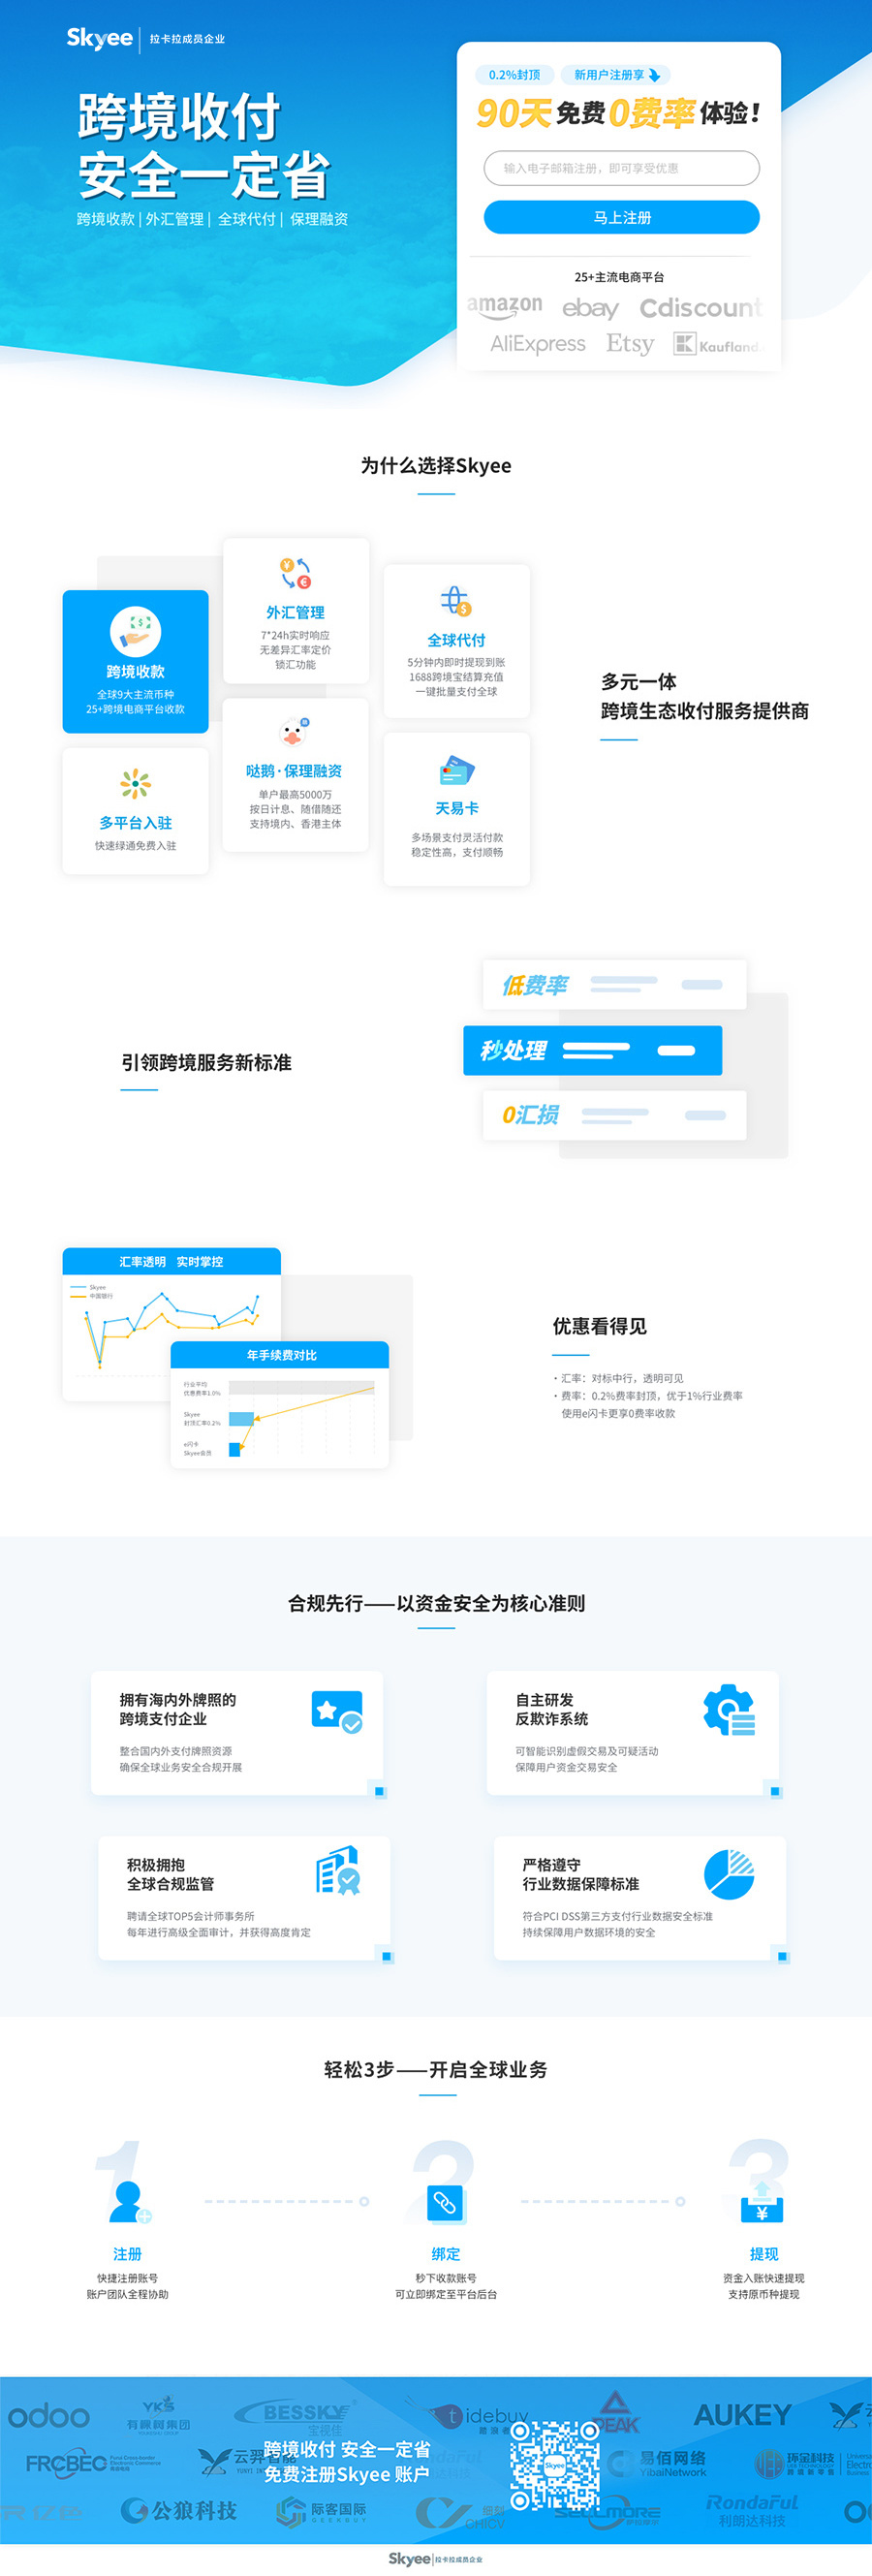 Skyee | 拉卡拉成员企业
跨境收付
安全一定省
跨境收款 | 外汇管理 | 全球代付 | 保理融资
0.2%封顶
新用户注册享
90天免费0费率体验!
输入电子邮箱注册，即可享受优惠
马上注册
25+主流电商平台
amazon ebay Cdiscount
AliExpress Etsy Kaufland
为什么选择Skyee
跨境收款
全球9大主流币种
25+跨境电商平台收款
外汇管理
7*24h实时响应
无差异汇率定价
锁汇功能
全球代付
5分钟内即时提现到账
1688跨境宝结算充值
一键批量支付全球
多平台入驻
快速绿通免费入驻
哒鹅·保理融资
单户最高5000万
按日计息、随借随还
支持境内、香港主体
天易卡
多场景支付灵活付款
稳定性高，支付顺畅
多元一体
跨境生态收付服务提供商
引领跨境服务新标准
低费率
秒处理
0汇损
汇率透明 实时掌控
Skyee
中国银行
年手续费对比
行业平均
优惠费率1.0%
Skyee
封顶汇率0.2%
e闪卡
Skyee会员
优惠看得见
· 汇率：对标中行，透明可见
· 费率：0.2%费率封顶，优于1%行业费率
使用e闪卡更享0费率收款
合规先行——以资金安全为核心准则
拥有海内外牌照的
跨境支付企业
整合国内外支付牌照资源
确保全球业务安全合规开展
自主研发
反欺诈系统
可智能识别虚假交易及可疑活动
保障用户资金交易安全
积极拥抱
全球合规监管
聘请全球TOP5会计师事务所
每年进行高级全面审计，并获得高度肯定
严格遵守
行业数据保障标准
符合PCI DSS第三方支付行业数据安全标准
持续保障用户数据环境的安全
轻松3步——开启全球业务
1
注册
快捷注册账号
账户团队全程协助
2
绑定
秒下收款账号
可立即绑定至平台后台
3
提现
资金入账快速提现
支持原币种提现
odoo
YKS
有棵树集团
BESSKY
宝视佳
tidebuy
PEAK
AUKEY
跨境收付 安全一定省
免费注册Skyee 账户
FRCBEC
云羿智能
易佰网络
YibaiNetwork
环金科技
公狼科技
际客国际
GEEKBUY
CHICV
SELLMORE
RondaFul
利朗达科技
Skyee | 拉卡拉成员企业